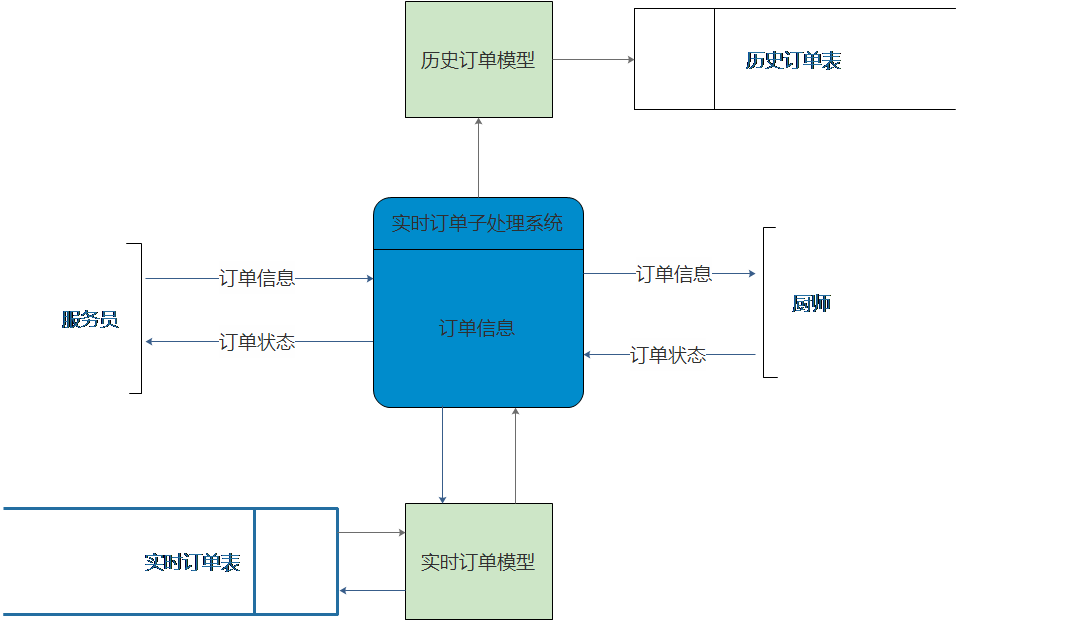 历史订单模型
历史订单表
实时订单子处理系统
订单信息
订单信息
服务员
厨师
订单信息
订单状态
订单状态
实时订单表
实时订单模型